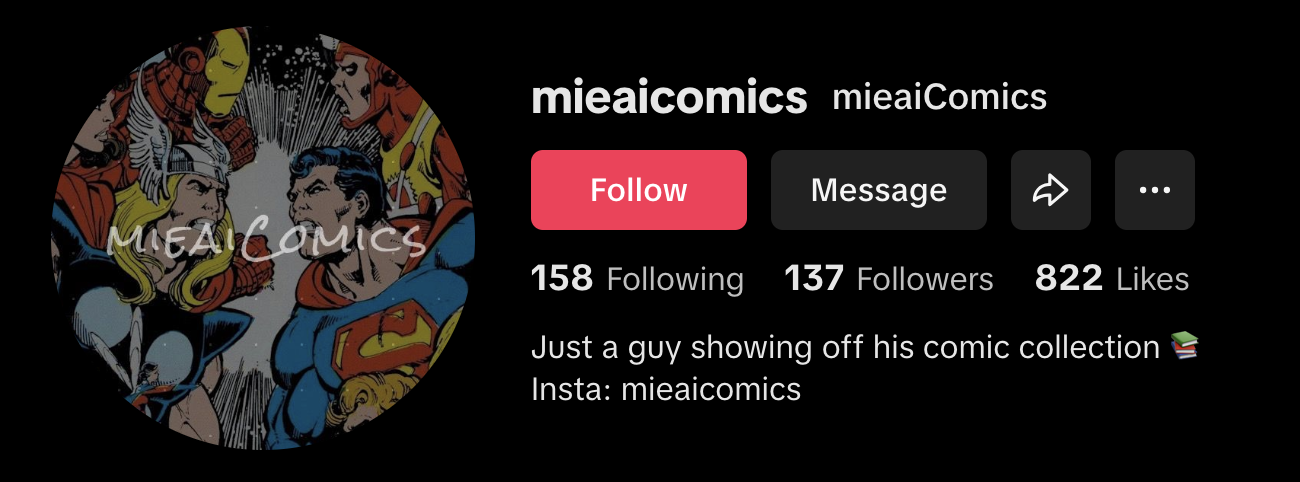 mieaiComics
mieaicomics mieaiComics
Follow Message
158 Following 137 Followers 822 Likes
Just a guy showing off his comic collection 📚
Insta: mieaicomics